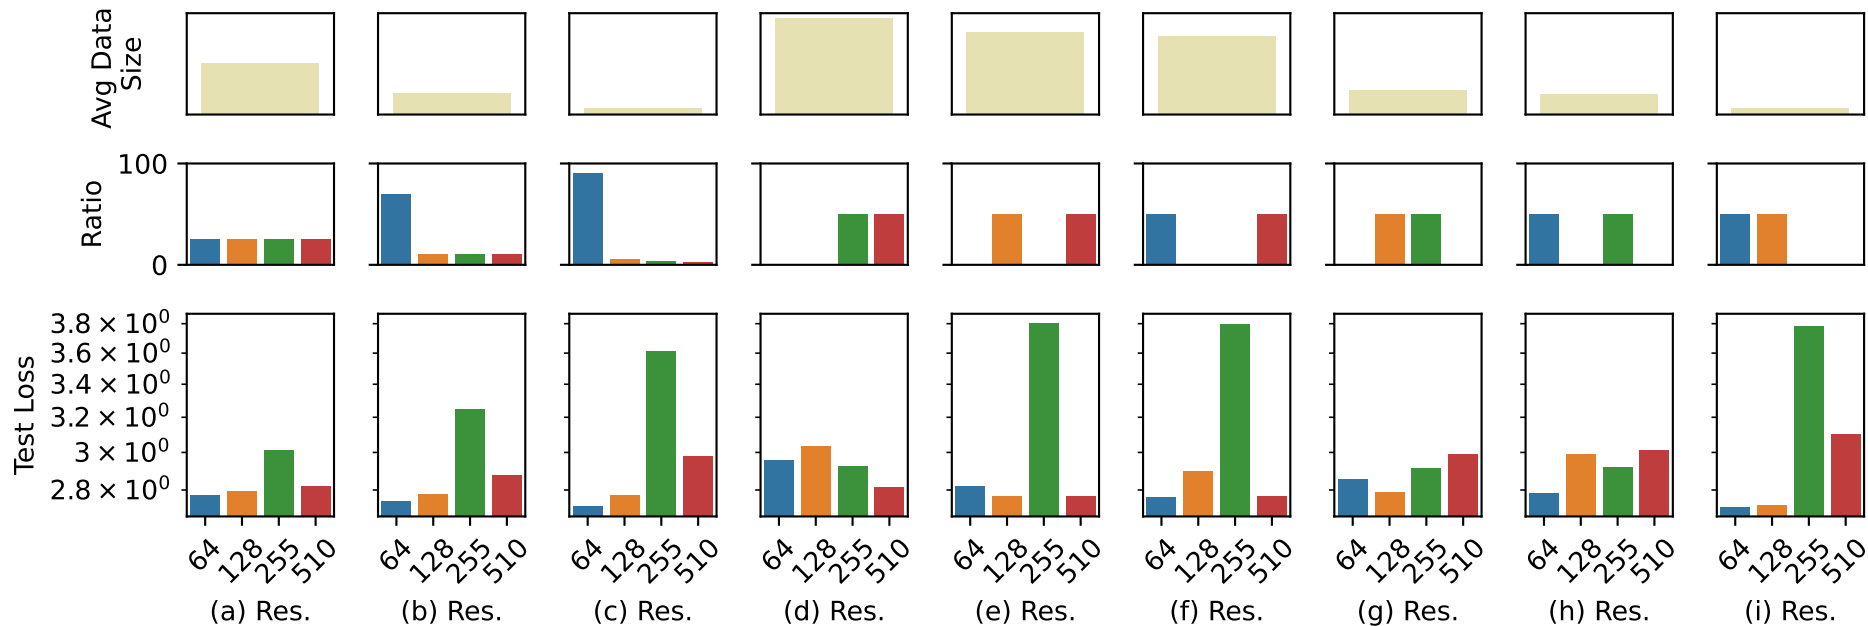 Avg Data
Size
100
Ratio
0
3.8 × 10⁰
3.6 × 10⁰
3.4 × 10⁰
3.2 × 10⁰
3 × 10⁰
2.8 × 10⁰
Test Loss
64 128 255 510 64 128 255 510 64 128 255 510 64 128 255 510 64 128 255 510 64 128 255 510 64 128 255 510 64 128 255 510 64 128 255 510
(a) Res. (b) Res. (c) Res. (d) Res. (e) Res. (f) Res. (g) Res. (h) Res. (i) Res.